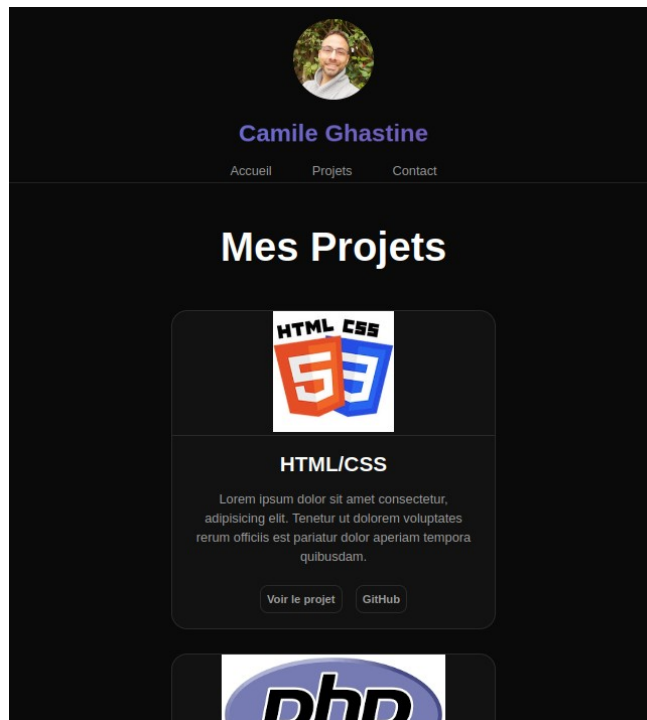 Camile Ghastine
Accueil Projets Contact
Mes Projets
HTML CSS
5 3
HTML/CSS
Lorem ipsum dolor sit amet consectetur,
adipisicing elit. Tenetur ut dolorem voluptates
rerum officiis est pariatur dolor aperiam tempora
quibusdam.
Voir le projet GitHub
php